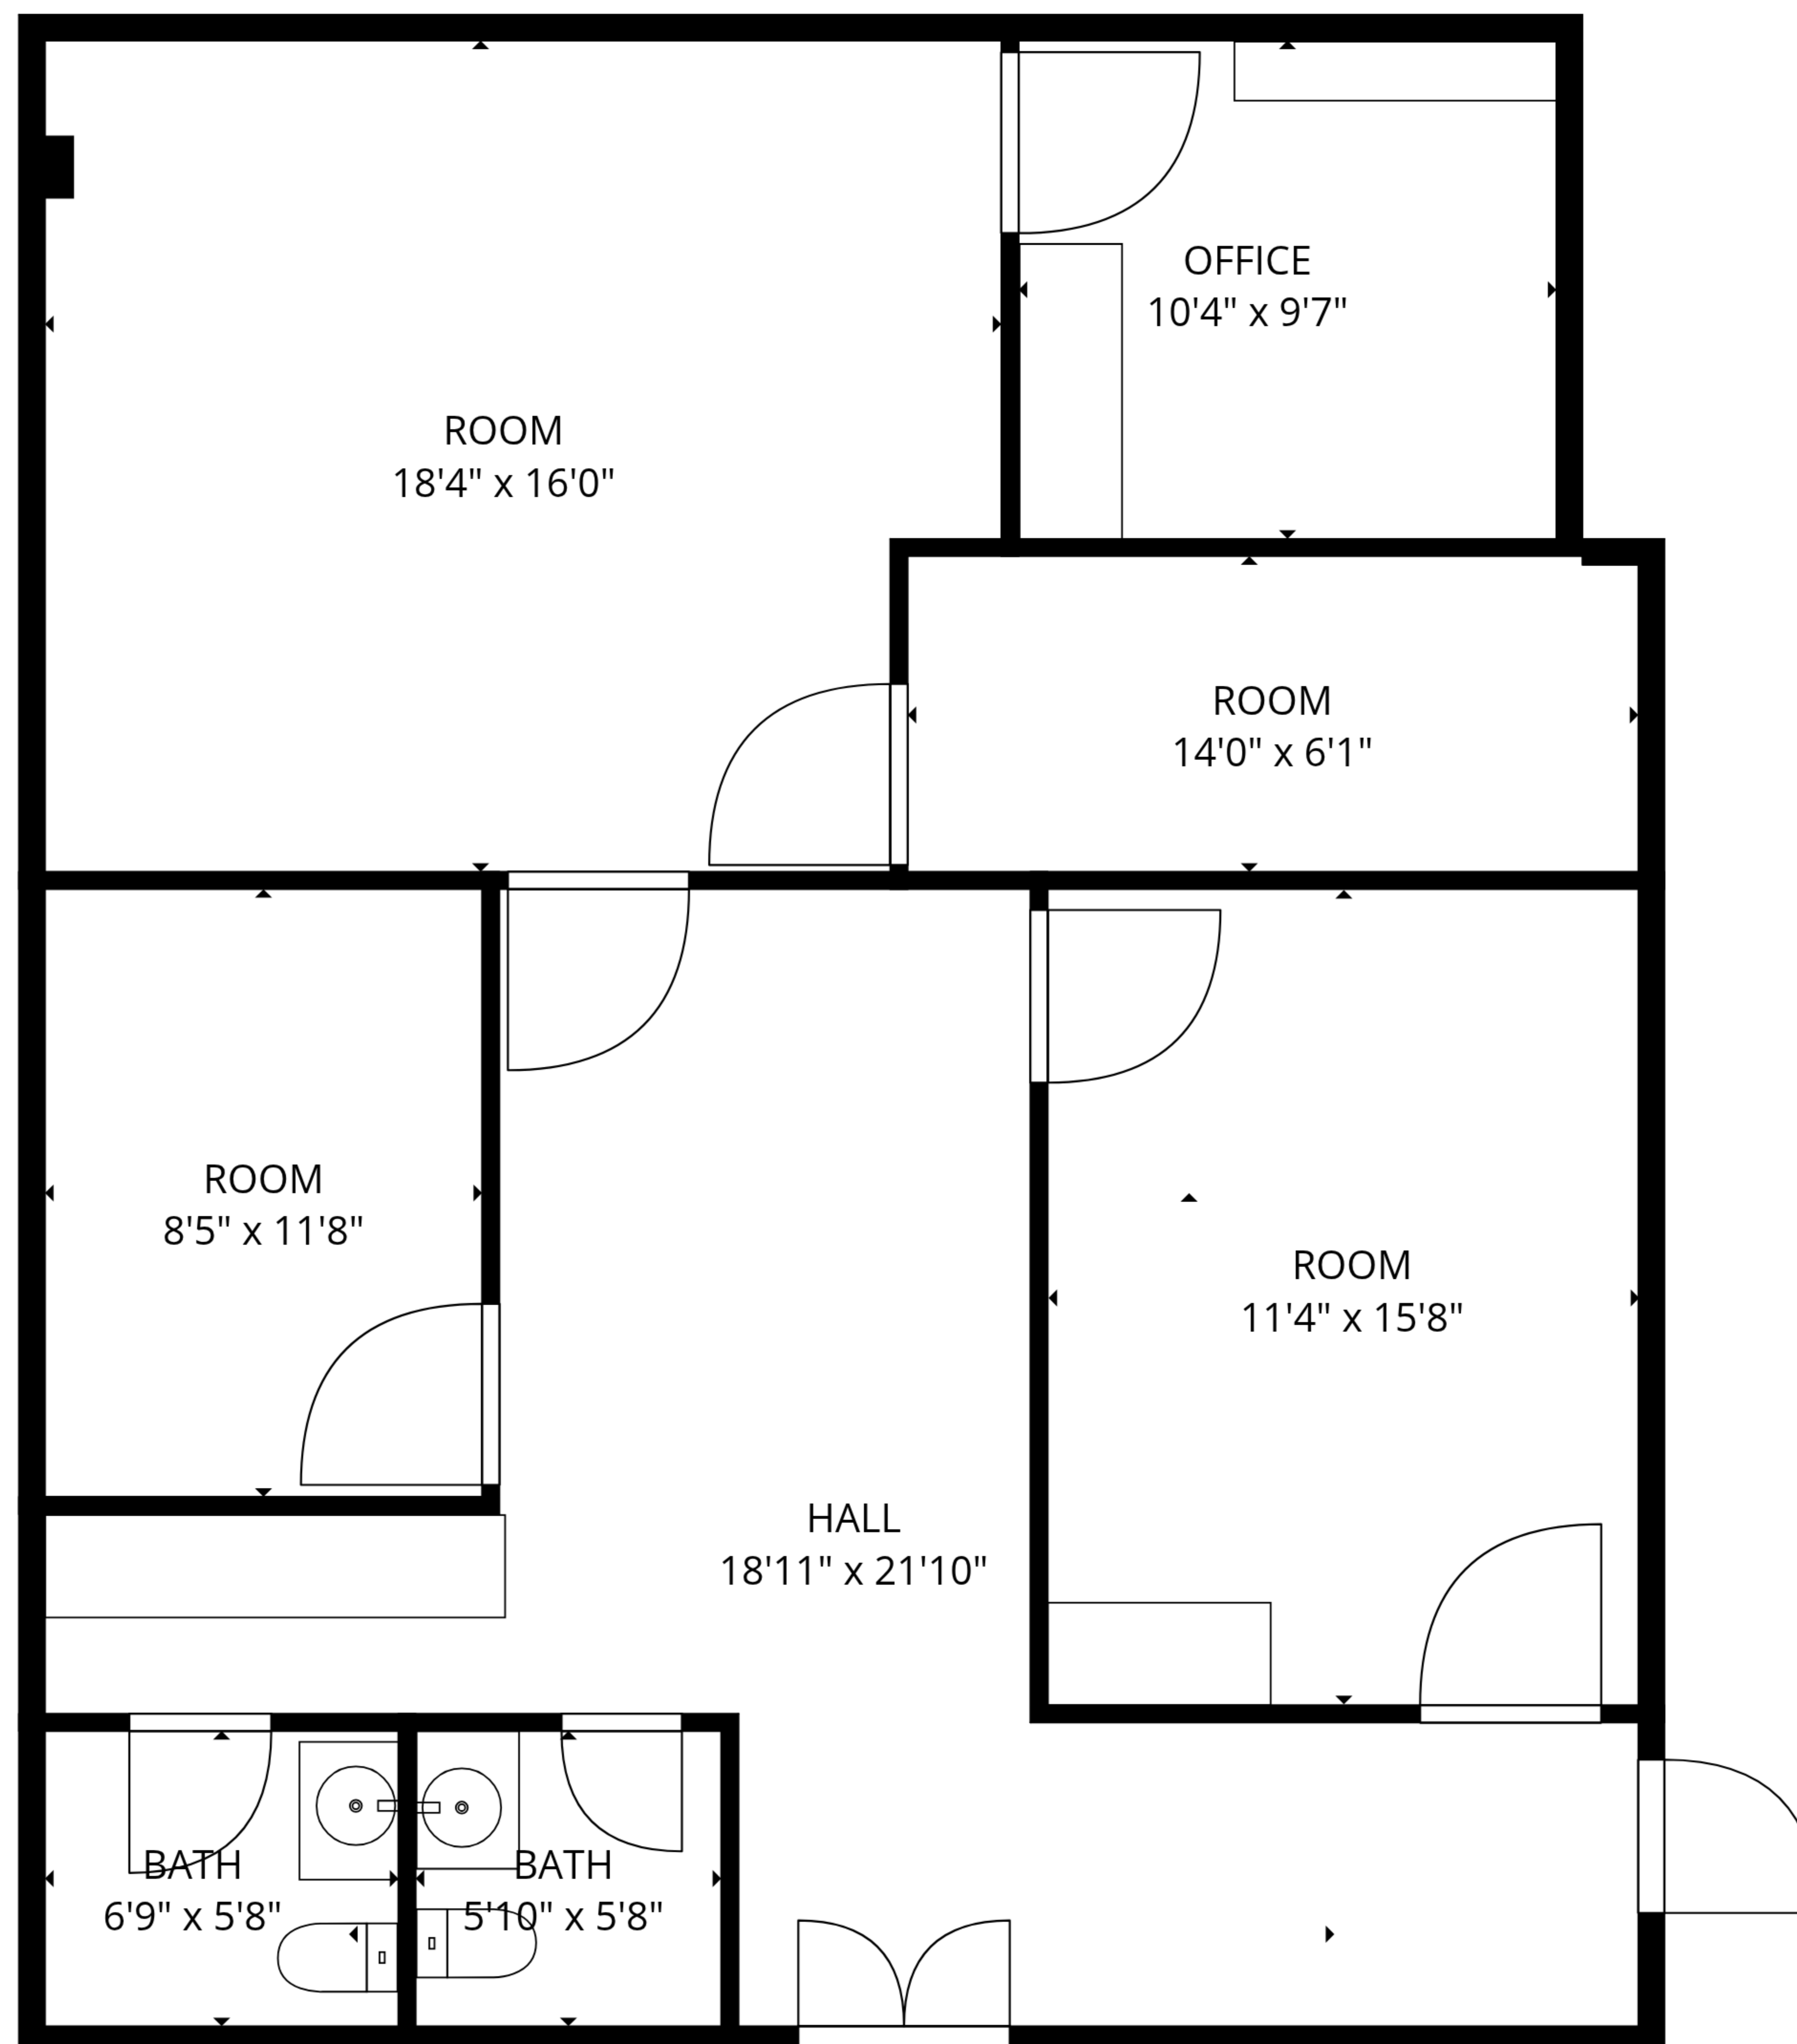 OFFICE
10'4" x 9'7"
ROOM
18'4" x 16'0"
ROOM
14'0" x 6'1"
ROOM
8'5" x 11'8"
ROOM
11'4" x 15'8"
HALL
18'11" x 21'10"
BATH
6'9" x 5'8"
BATH
5'10" x 5'8"